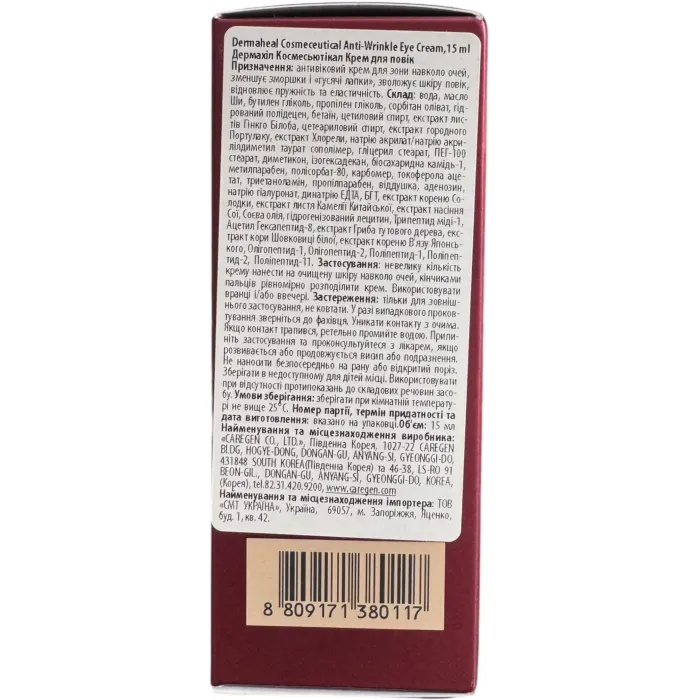 Dermaheal Cosmeceutical Anti-Wrinkle Eye Cream,15 ml
Дермахіл Космесьютікал Крем для повік
Призначення: антивіковий крем для зони навколо очей,
зменшує зморшки і «гусячі лапки», зволожує шкіру повік,
відновлює пружність та еластичність. Склад: вода, масло
Ши, бутилен гліколь, пропілен гліколь, сорбітан оліват, гід-
рований полідецен, бетаїн, цетиловий спирт, екстракт лис-
тів Гінкго Білоба, цетеариловий спирт, екстракт городного
Портулаку, екстракт Хлорели, натрію акрилат/натрію акри-
лілдиметил таурат сополімер, гліцерил стеарат, ПЕГ-100
стеарат, диметикон, ізогексадекан, біосахаридна камідь-1,
метилпарабен, полісорбат-80, карбомер, токоферола аце-
тат, триетаноламін, пропілпарабен, віддушка, аденозин,
натрію гіалуронат, динатрію ЕДТА, БГТ, екстракт кореню Со-
лодки, екстракт листя Камелії Китайської, екстракт насіння
Сої, Соєва олія, гідрогенізований лецитин, Трипептид міді-1,
Ацетил Гексапептид-8, екстракт Гриба тутового дерева, екс-
тракт кори Шовковиці білої, екстракт кореню В'язу Японсь-
кого, Олігопептид-1, Олігопептид-2, Поліпептид-1, Поліпеп-
тид-2, Поліпептид-11. Застосування: невелику кількість
крему нанести на очищену шкіру навколо очей, кінчиками
пальців рівномірно розподілити крем. Використовувати
вранці і/або ввечері. Застереження: тільки для зовніш-
нього застосування, не ковтати. У разі випадкового проков-
тування зверніться до фахівця. Уникати контакту з очима.
Якщо контакт трапився, ретельно промийте водою. Припи-
ніть застосування та проконсультуйтеся з лікарем, якщо
розвивається або продовжується висип або подразнення.
Не наносити безпосередньо на рану або відкритий поріз.
Зберігати в недоступному для дітей місці. Використовувати
при відсутності протипоказань до складових речовин засо-
бу. Умови зберігання: зберігати при кімнатній температу-
рі не вище 25°С. Номер партії, термін придатності та
дата виготовлення: вказано на упаковці.Об'єм: 15 мл
Найменування та місцезнаходження виробника:
«CAREGEN CO., LTD.», Південна Корея, 1027-22 CAREGEN
BLDG, HOGYE-DONG, DONGAN-GU, ANYANG-SI, GYEONGGI-DO,
431848 SOUTH KOREA(Південна Корея) та 46-38, LS-RO 91
BEON-GIL., DONGAN-GU, ANYANG-SI, GYEONGGI-DO, KOREA,
(Корея), tel.82.31.420.9200, www.caregen.com
Найменування та місцезнаходження імпортера: ТОВ
«СМТ УКРАЇНА», Україна, 69057, м. Запоріжжя, Яценко,
буд. 1, кв. 42.
8 809171 380117